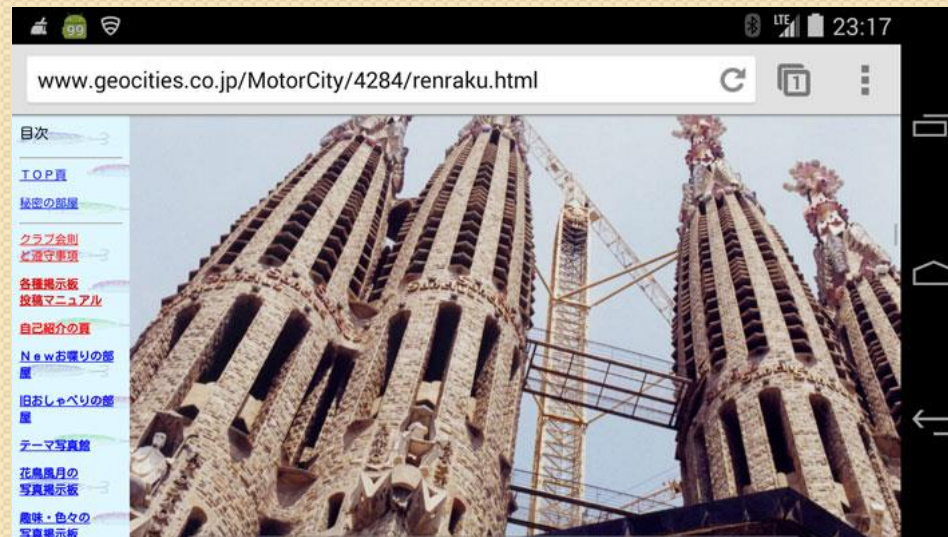 99
LTE
23:17
www.geocities.co.jp/MotorCity/4284/renraku.html
1
目次
ＴＯＰ頁
秘密の部屋
クラブ会則
と遵守事項
各種掲示板
投稿マニュアル
自己紹介の頁
Ｎｅｗお喋りの部
屋
旧おしゃべりの部
屋
テーマ写真館
花鳥風月の
写真掲示板
趣味・色々の
写真掲示板